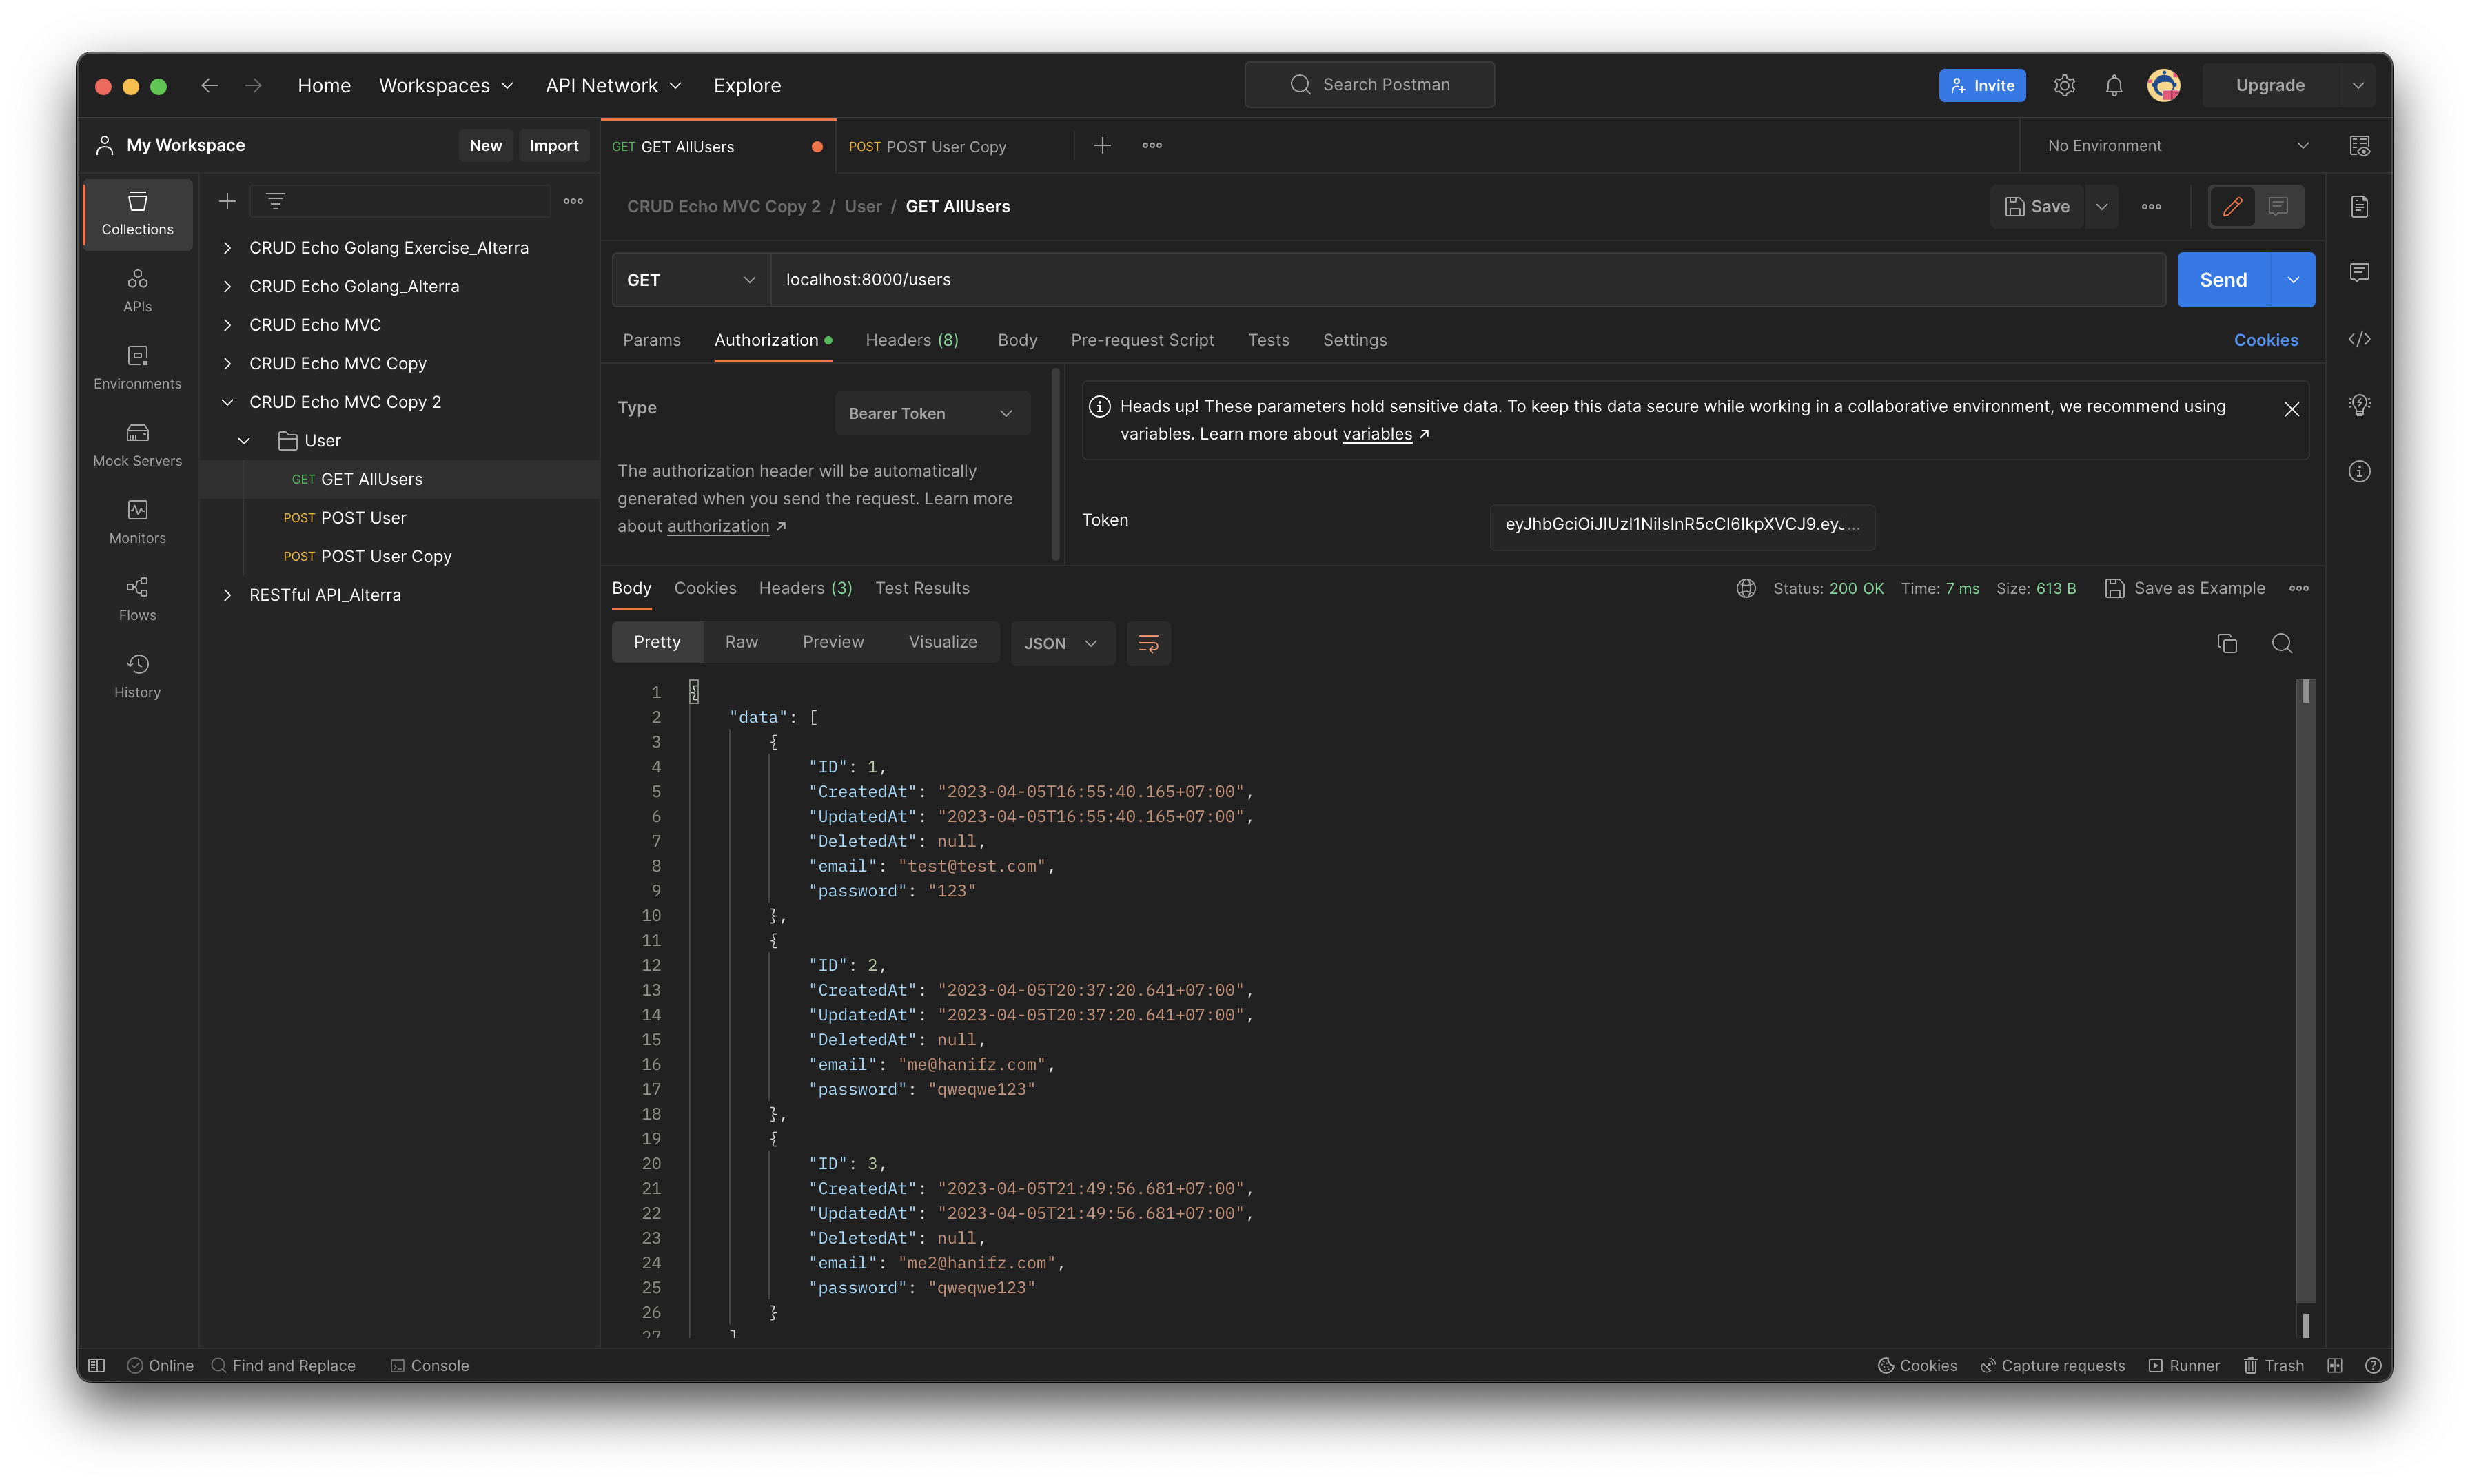 Home Workspaces API Network Explore Search Postman Invite Upgrade
My Workspace New Import GET GET AllUsers POST POST User Copy No Environment
Collections
APIs
Environments
Mock Servers
Monitors
Flows
History
CRUD Echo Golang Exercise_Alterra
CRUD Echo Golang_Alterra
CRUD Echo MVC
CRUD Echo MVC Copy
CRUD Echo MVC Copy 2
User
GET GET AllUsers
POST POST User
POST POST User Copy
RESTful API_Alterra
CRUD Echo MVC Copy 2 / User / GET AllUsers Save
GET localhost:8000/users Send
Params Authorization Headers (8) Body Pre-request Script Tests Settings Cookies
Type Bearer Token
The authorization header will be automatically
generated when you send the request. Learn more
about authorization ↗
Heads up! These parameters hold sensitive data. To keep this data secure while working in a collaborative environment, we recommend using
variables. Learn more about variables ↗
Token eyJhbGciOiJIUzI1NiIsInR5cCI6IkpXVCJ9.eyJ...
Body Cookies Headers (3) Test Results Status: 200 OK Time: 7 ms Size: 613 B Save as Example
Pretty Raw Preview Visualize JSON
1 {
2 "data": [
3 {
4 "ID": 1,
5 "CreatedAt": "2023-04-05T16:55:40.165+07:00",
6 "UpdatedAt": "2023-04-05T16:55:40.165+07:00",
7 "DeletedAt": null,
8 "email": "test@test.com",
9 "password": "123"
10 },
11 {
12 "ID": 2,
13 "CreatedAt": "2023-04-05T20:37:20.641+07:00",
14 "UpdatedAt": "2023-04-05T20:37:20.641+07:00",
15 "DeletedAt": null,
16 "email": "me@hanifz.com",
17 "password": "qweqwe123"
18 },
19 {
20 "ID": 3,
21 "CreatedAt": "2023-04-05T21:49:56.681+07:00",
22 "UpdatedAt": "2023-04-05T21:49:56.681+07:00",
23 "DeletedAt": null,
24 "email": "me2@hanifz.com",
25 "password": "qweqwe123"
26 }
27 ]
Online Find and Replace Console Cookies Capture requests Runner Trash